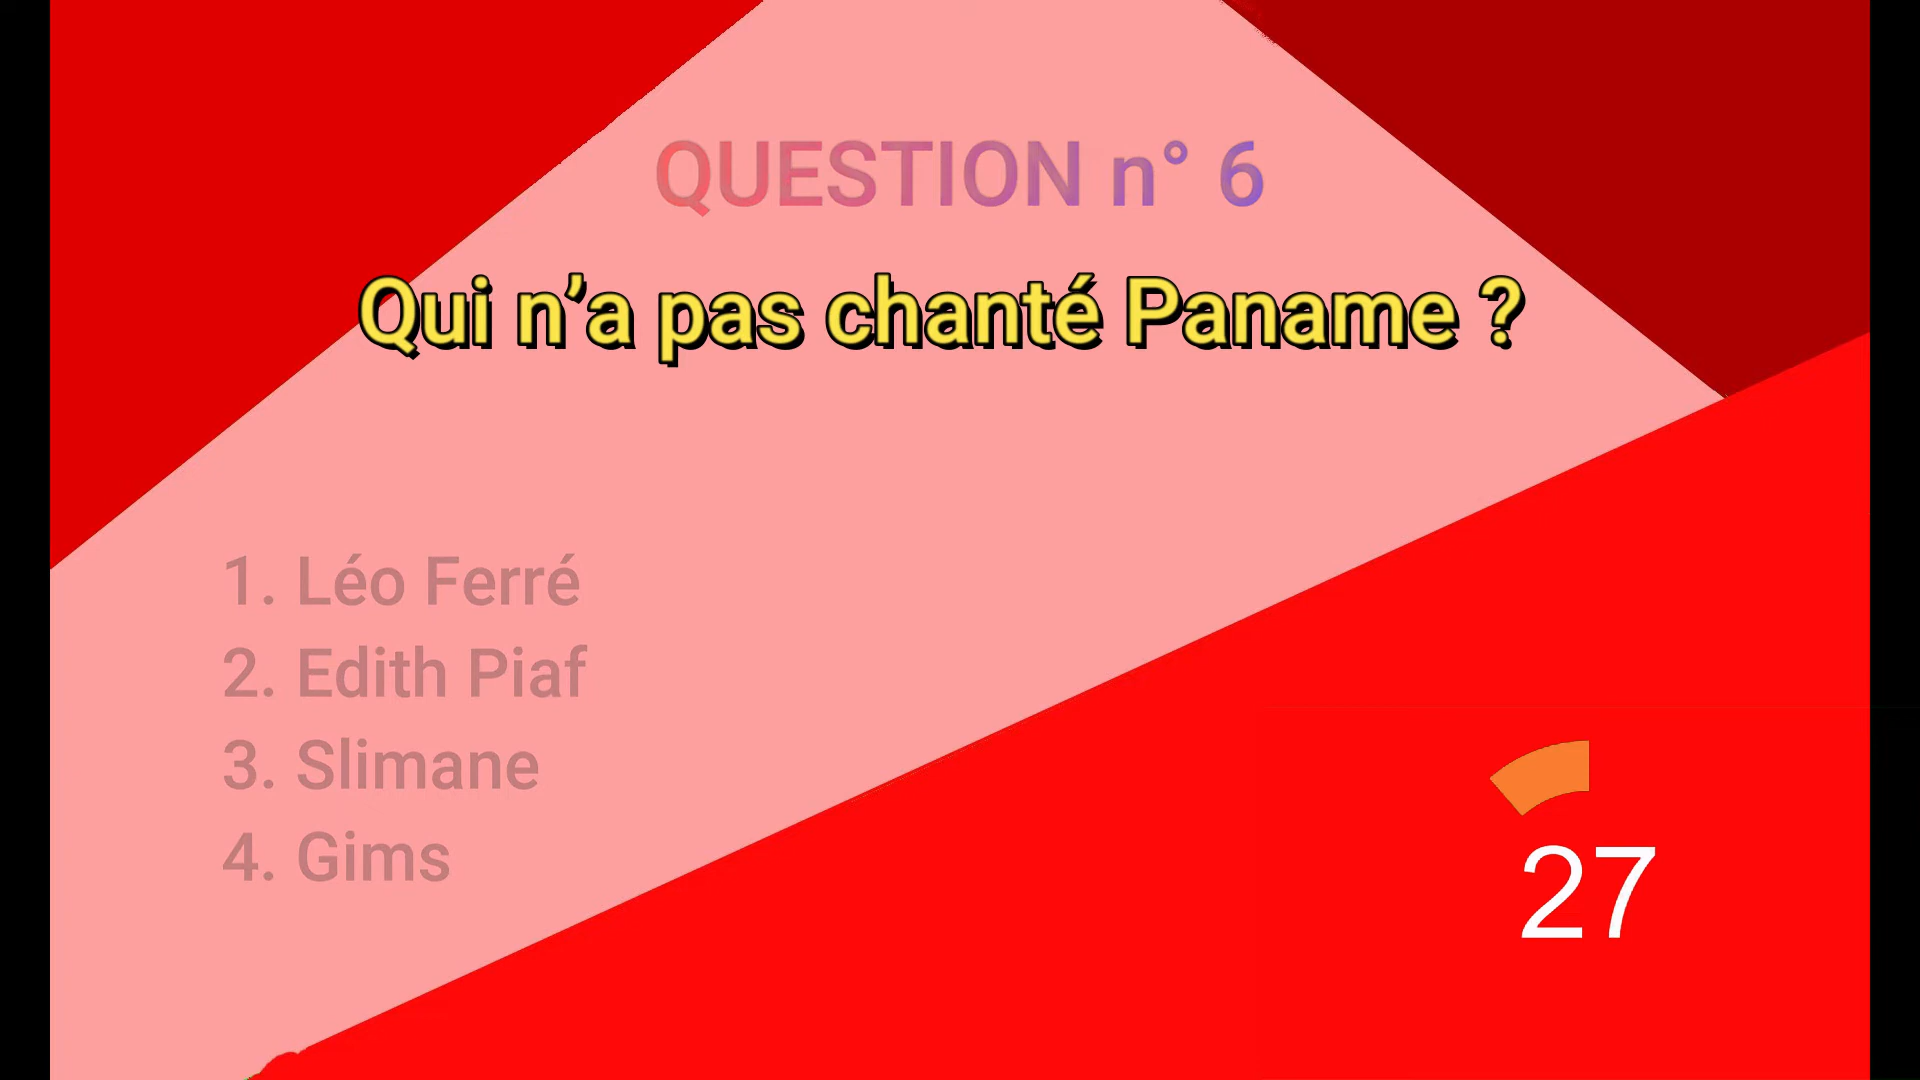 QUESTION n° 6
Qui n’a pas chanté Paname ?
1. Léo Ferré
2. Edith Piaf
3. Slimane
4. Gims
27